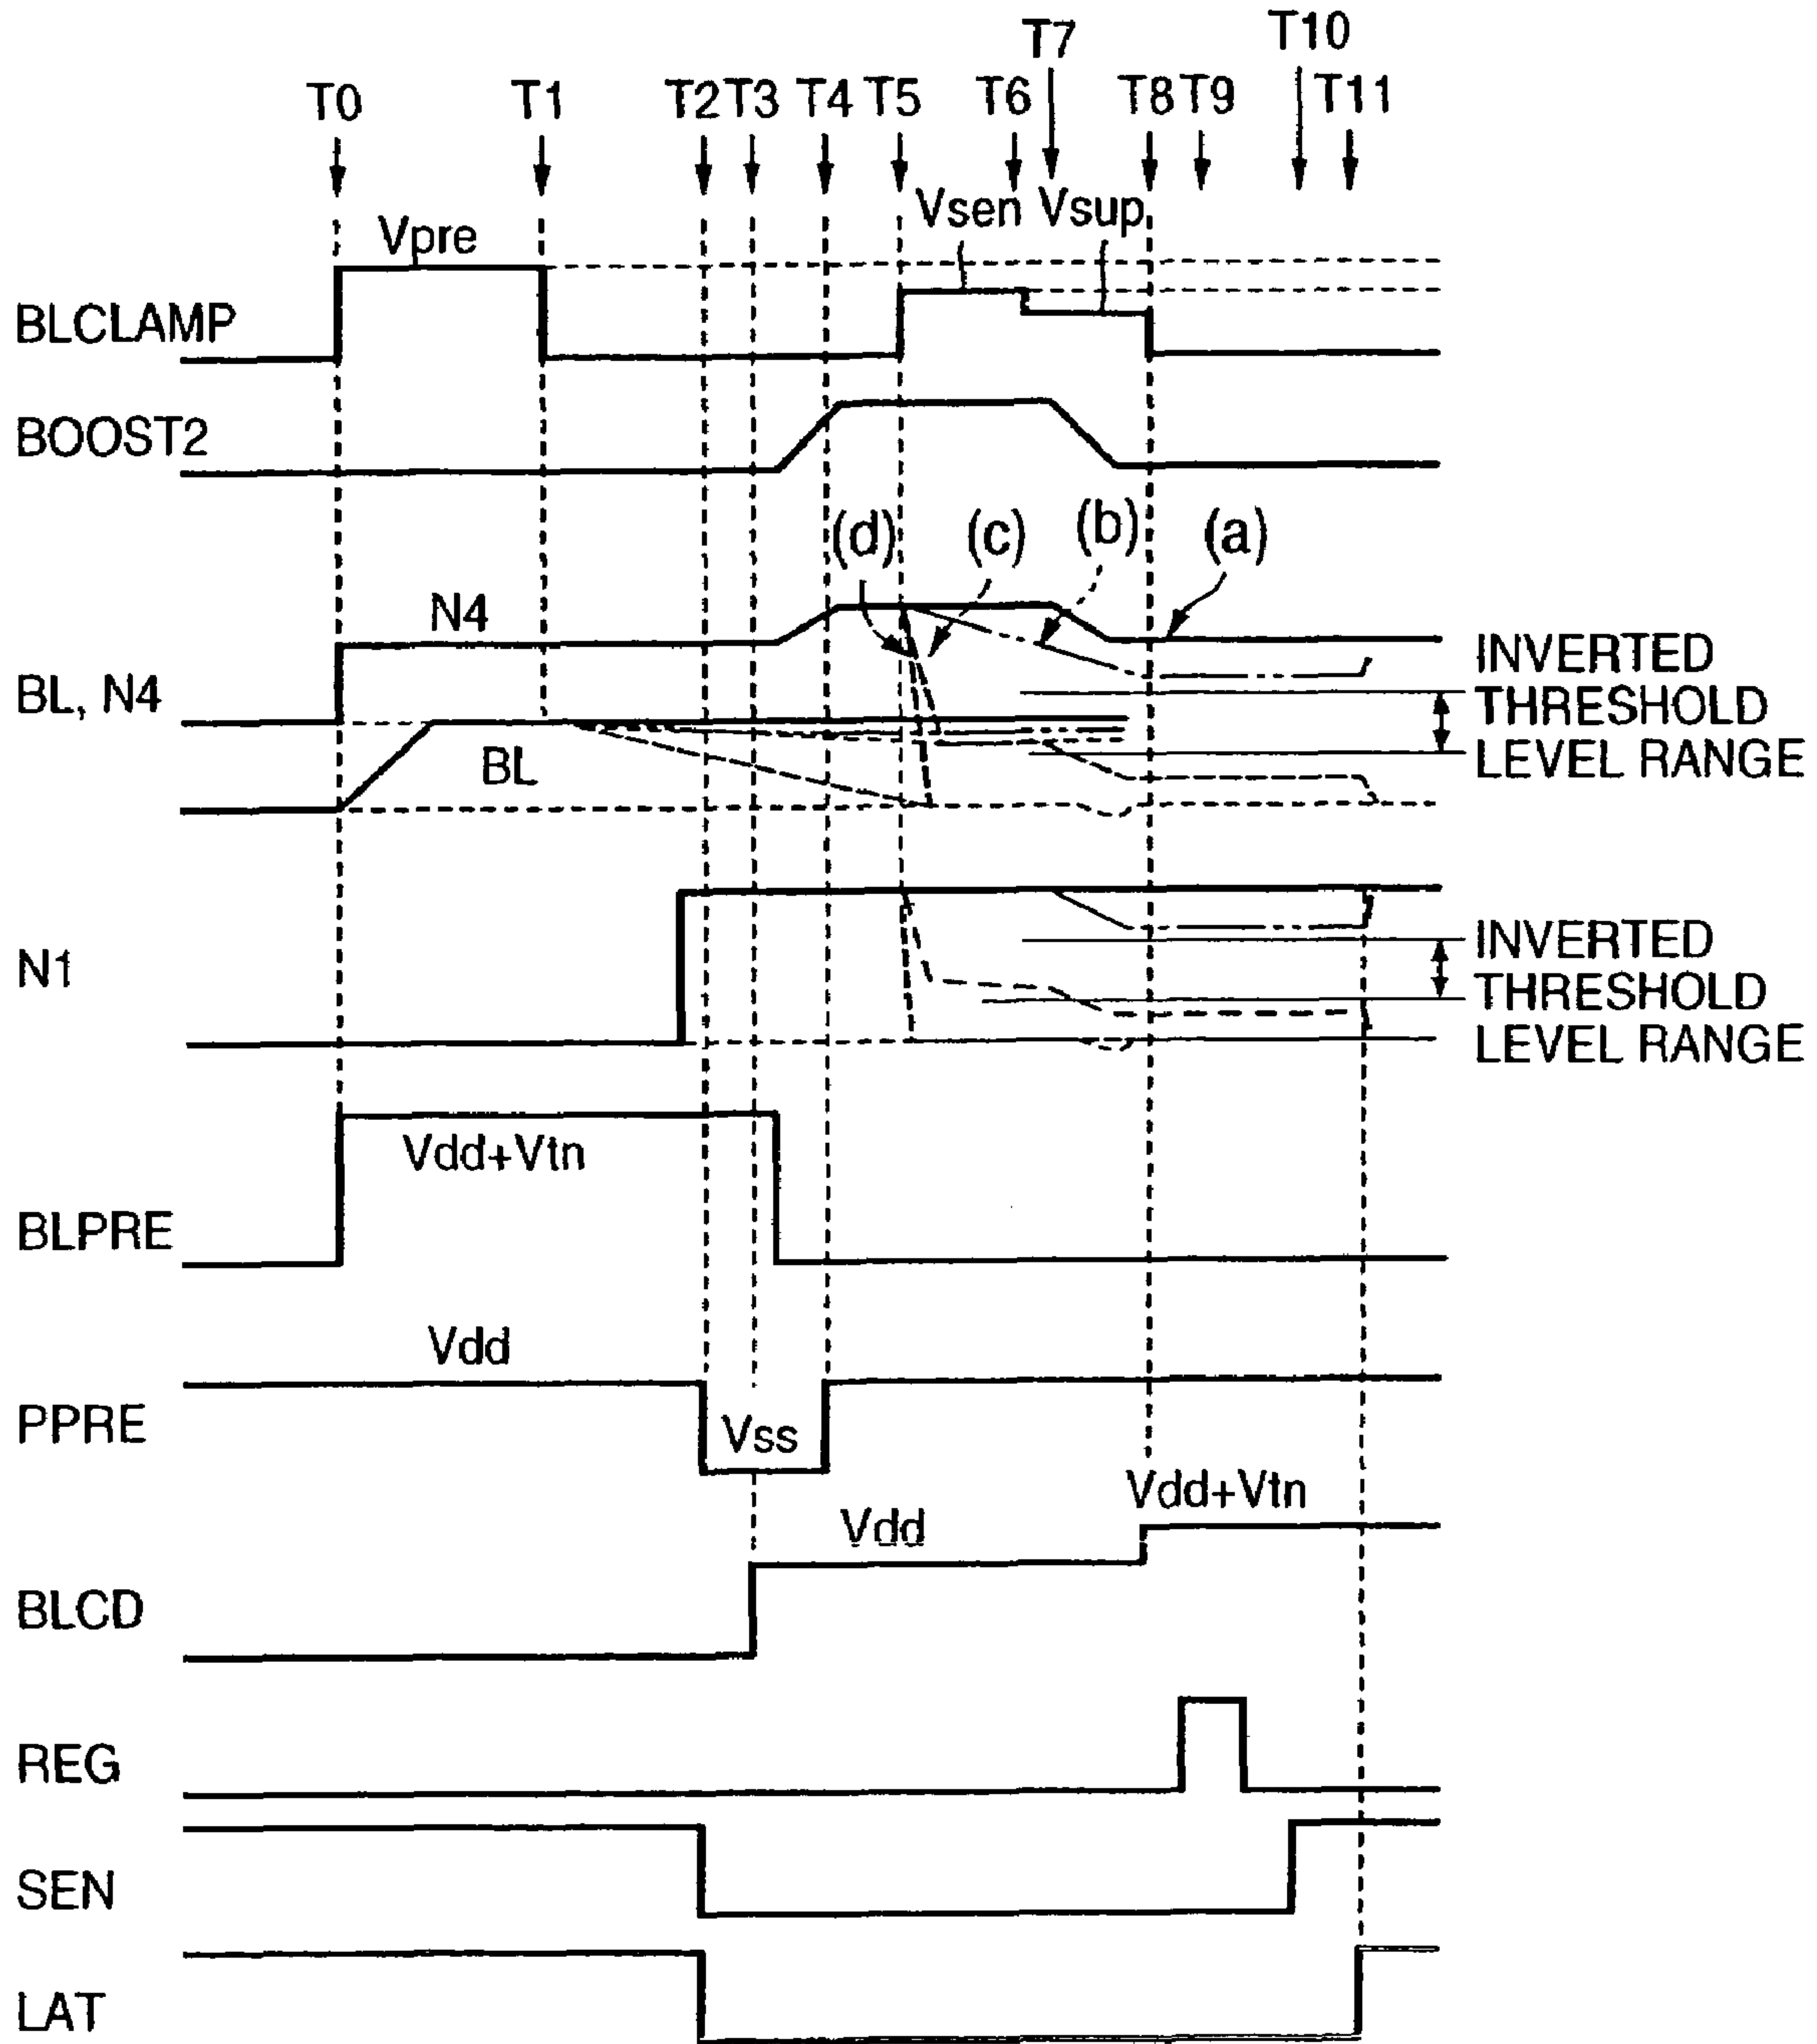 T7 T10
T0 T1 T2 T3 T4 T5 T6 T8 T9 T11
Vpre Vsen Vsup
BLCLAMP
BOOST2
(d) (c) (b) (a)
N4
BL, N4
BL
INVERTED
THRESHOLD
LEVEL RANGE
N1
INVERTED
THRESHOLD
LEVEL RANGE
Vdd+Vtn
BLPRE
Vdd
PPRE
Vss
Vdd+Vtn
Vdd
BLCD
REG
SEN
LAT